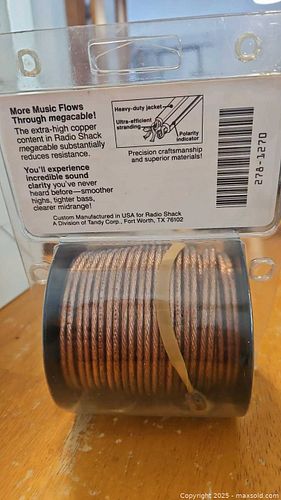 More Music Flows
Through megacable!
The extra-high copper
content in Radio Shack
megacable substantially
reduces resistance.
You'll experience
incredible sound
clarity you've never
heard before—smoother
highs, tighter bass,
clearer midrange!
Heavy-duty jacket
Ultra-efficient
stranding
Polarity
indicator
Precision craftsmanship
and superior materials!
278-1270
Custom Manufactured in USA for Radio Shack
A Division of Tandy Corp., Fort Worth, TX 76102
Copyright © 2025 - maxsold.com